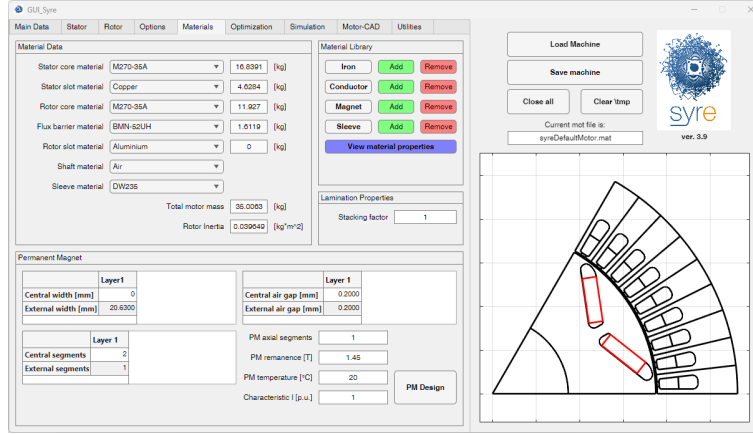 GUI_Syre
Main Data Stator Rotor Options Materials Optimization Simulation Motor-CAD Utilities
Material Data
Stator core material M270-35A 16.8391 [kg]
Stator slot material Copper 4.6284 [kg]
Rotor core material M270-35A 11.927 [kg]
Flux barrier material BMN-52UH 1.6119 [kg]
Rotor slot material Aluminium 0 [kg]
Shaft material Air
Sleeve material DW235
Total motor mass 35.0063 [kg]
Rotor Inertia 0.039649 [kg*m^2]
Material Library
Iron Add Remove
Conductor Add Remove
Magnet Add Remove
Sleeve Add Remove
View material properties
Lamination Properties
Stacking factor 1
Permanent Magnet
Layer1
Central width [mm] 0
External width [mm] 20.6300
Layer 1
Central air gap [mm] 0.2000
External air gap [mm] 0.2000
Layer 1
Central segments 2
External segments 1
PM axial segments 1
PM remanence [T] 1.45
PM temperature [°C] 20
Characteristic I [p.u.] 1
PM Design
Load Machine
Save machine
Close all Clear \tmp
Current mot file is:
syreDefaultMotor.mat
syre
ver. 3.9